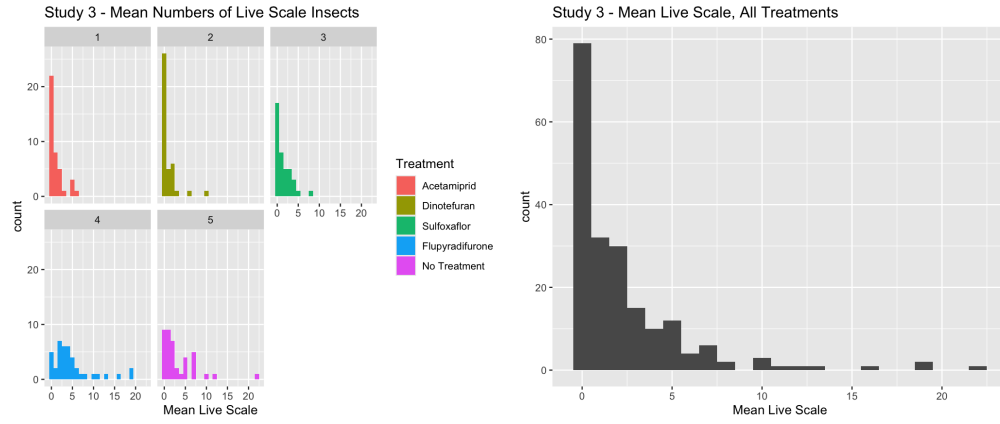 Study 3 - Mean Numbers of Live Scale Insects
1 2 3
20
10
0
0 5 10 15 20
4 5
20
10
0
0 5 10 15 20 0 5 10 15 20
count
Mean Live Scale
Treatment
Acetamiprid
Dinotefuran
Sulfoxaflor
Flupyradifurone
No Treatment
Study 3 - Mean Live Scale, All Treatments
80
60
40
20
0
0 5 10 15 20
count
Mean Live Scale